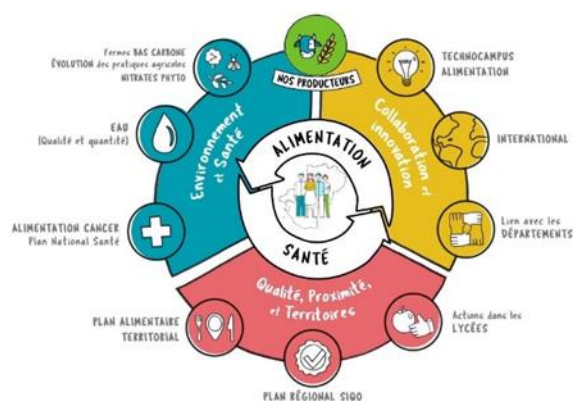 Fermes BAS CARBONE
ÉVOLUTION des pratiques agricoles
NITRATES PHYTO
NOS PRODUCTEURS
TECHNOCAMPUS
ALIMENTATION
EAU
(Qualité et quantité)
Environnement
et Santé
ALIMENTATION
SANTÉ
Collaboration et
innovation
INTERNATIONAL
ALIMENTATION CANCER
Plan National Santé
Lien avec les
DÉPARTEMENTS
Qualité, Proximité,
et Territoires
PLAN ALIMENTAIRE
TERRITORIAL
Actions dans les
LYCÉES
PLAN RÉGIONAL SIQO